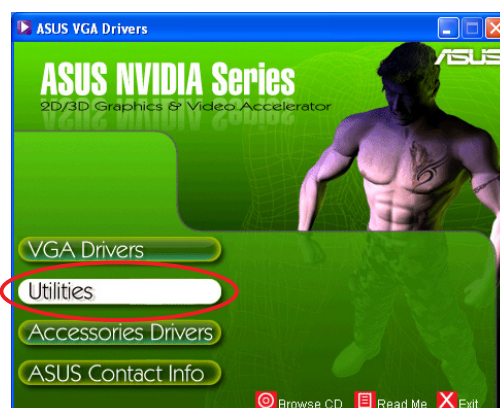 ASUS VGA Drivers
ASUS
ASUS NVIDIA Series
2D/3D Graphics & Video Accelerator
VGA Drivers
Utilities
Accessories Drivers
ASUS Contact Info
Browse CD Read Me Exit